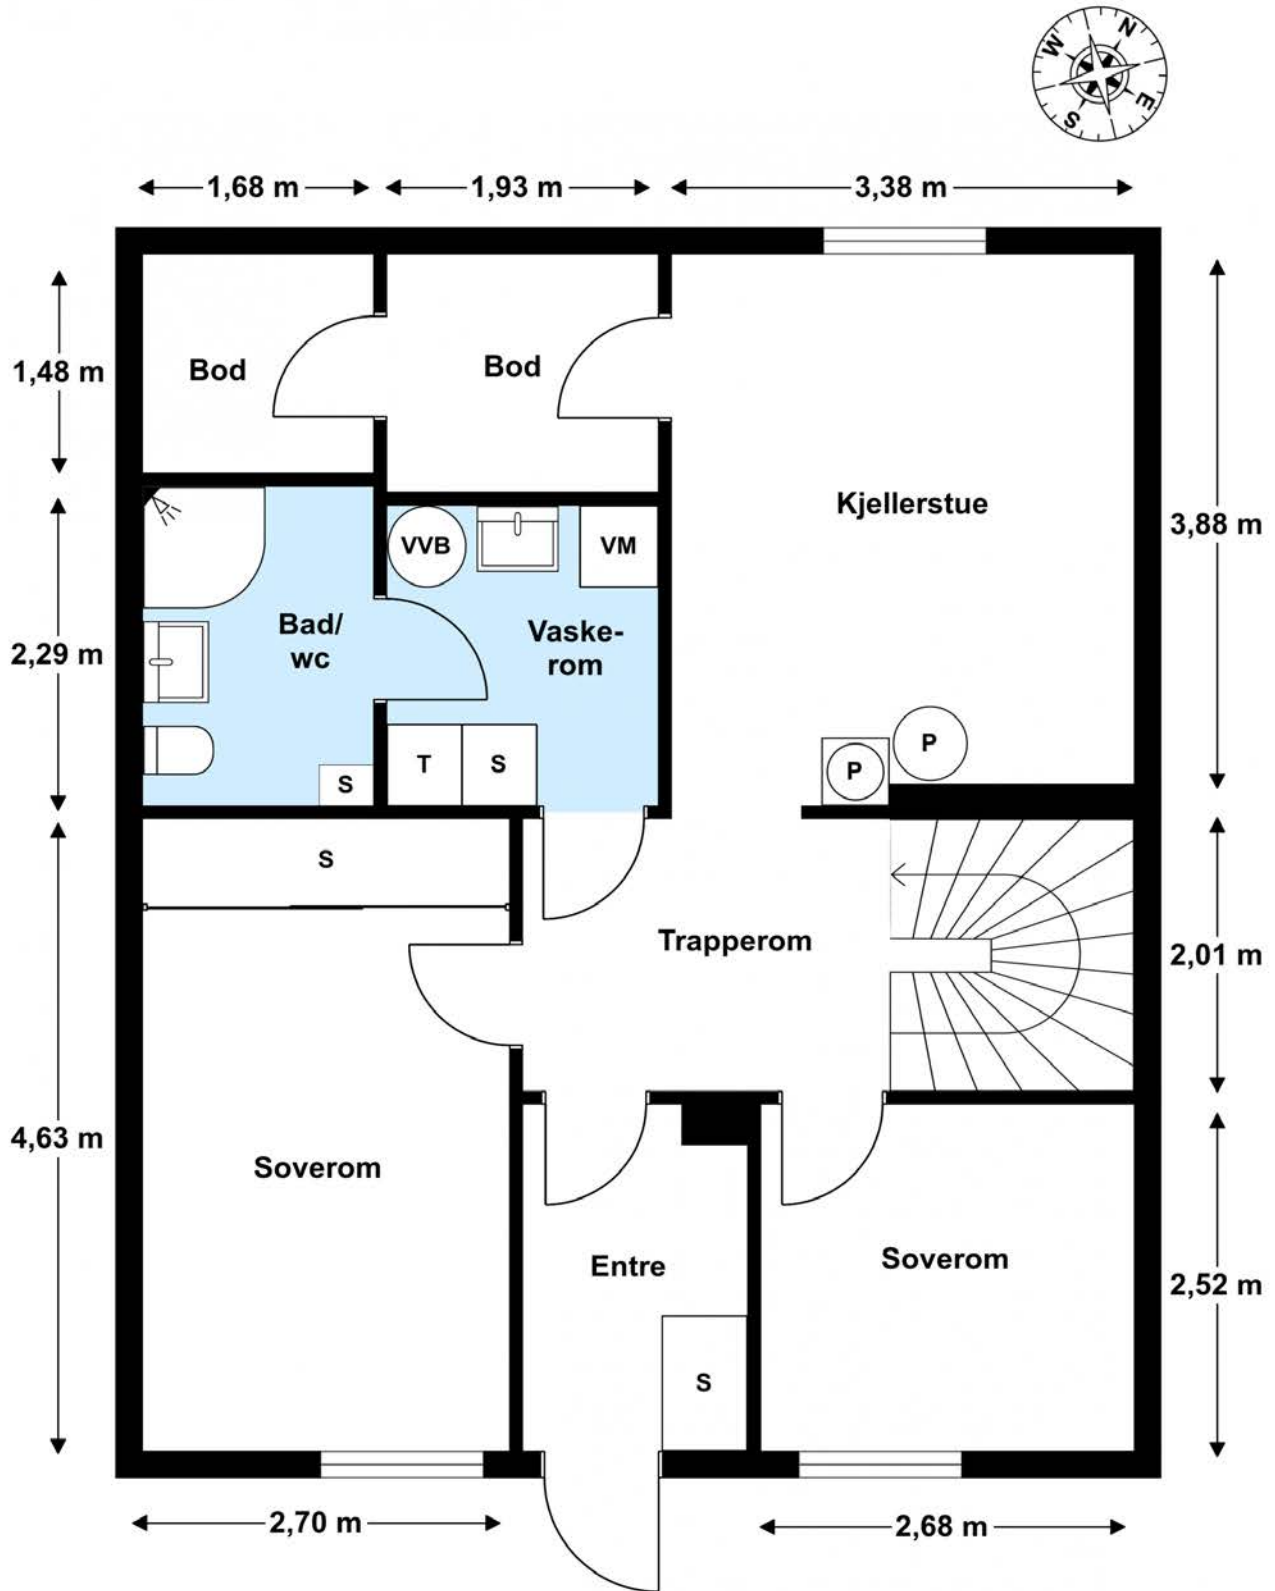 N
W
E
S
1,68 m
1,93 m
3,38 m
1,48 m
Bod
Bod
Kjellerstue
3,88 m
VVB
VM
2,29 m
Bad/
wc
Vaske-
rom
T
S
S
P
P
S
Trapperom
2,01 m
4,63 m
Soverom
Entre
Soverom
2,52 m
S
2,70 m
2,68 m